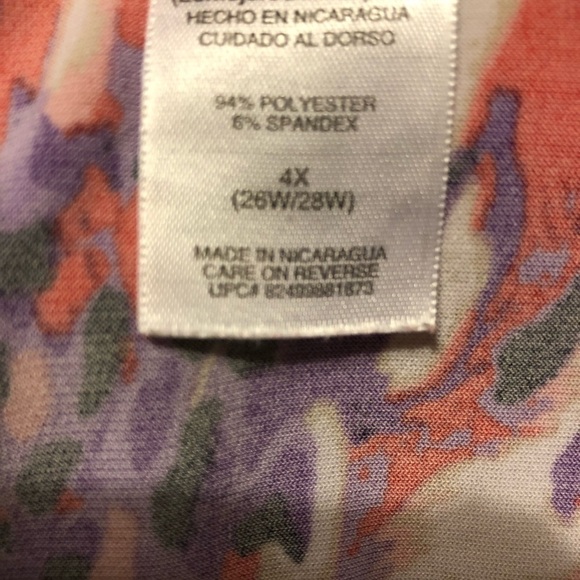 HECHO EN NICARAGUA
CUIDADO AL DORSO
94% POLYESTER
6% SPANDEX
4X
(26W/28W)
MADE IN NICARAGUA
CARE ON REVERSE
UPC# 82499881873